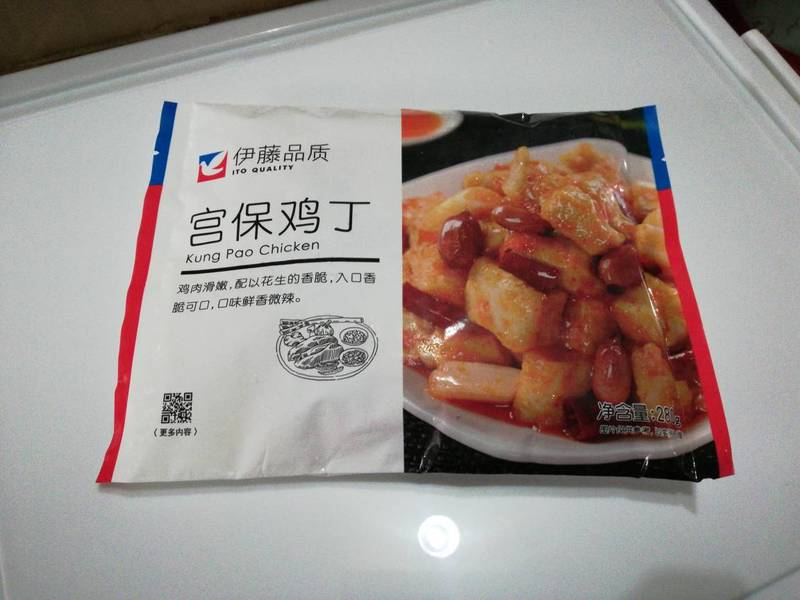 伊藤品质
ITO QUALITY
宫保鸡丁
Kung Pao Chicken
鸡肉滑嫩,配以花生的香脆,入口香
脆可口,口味鲜香微辣。
(更多内容)
净含量:280g